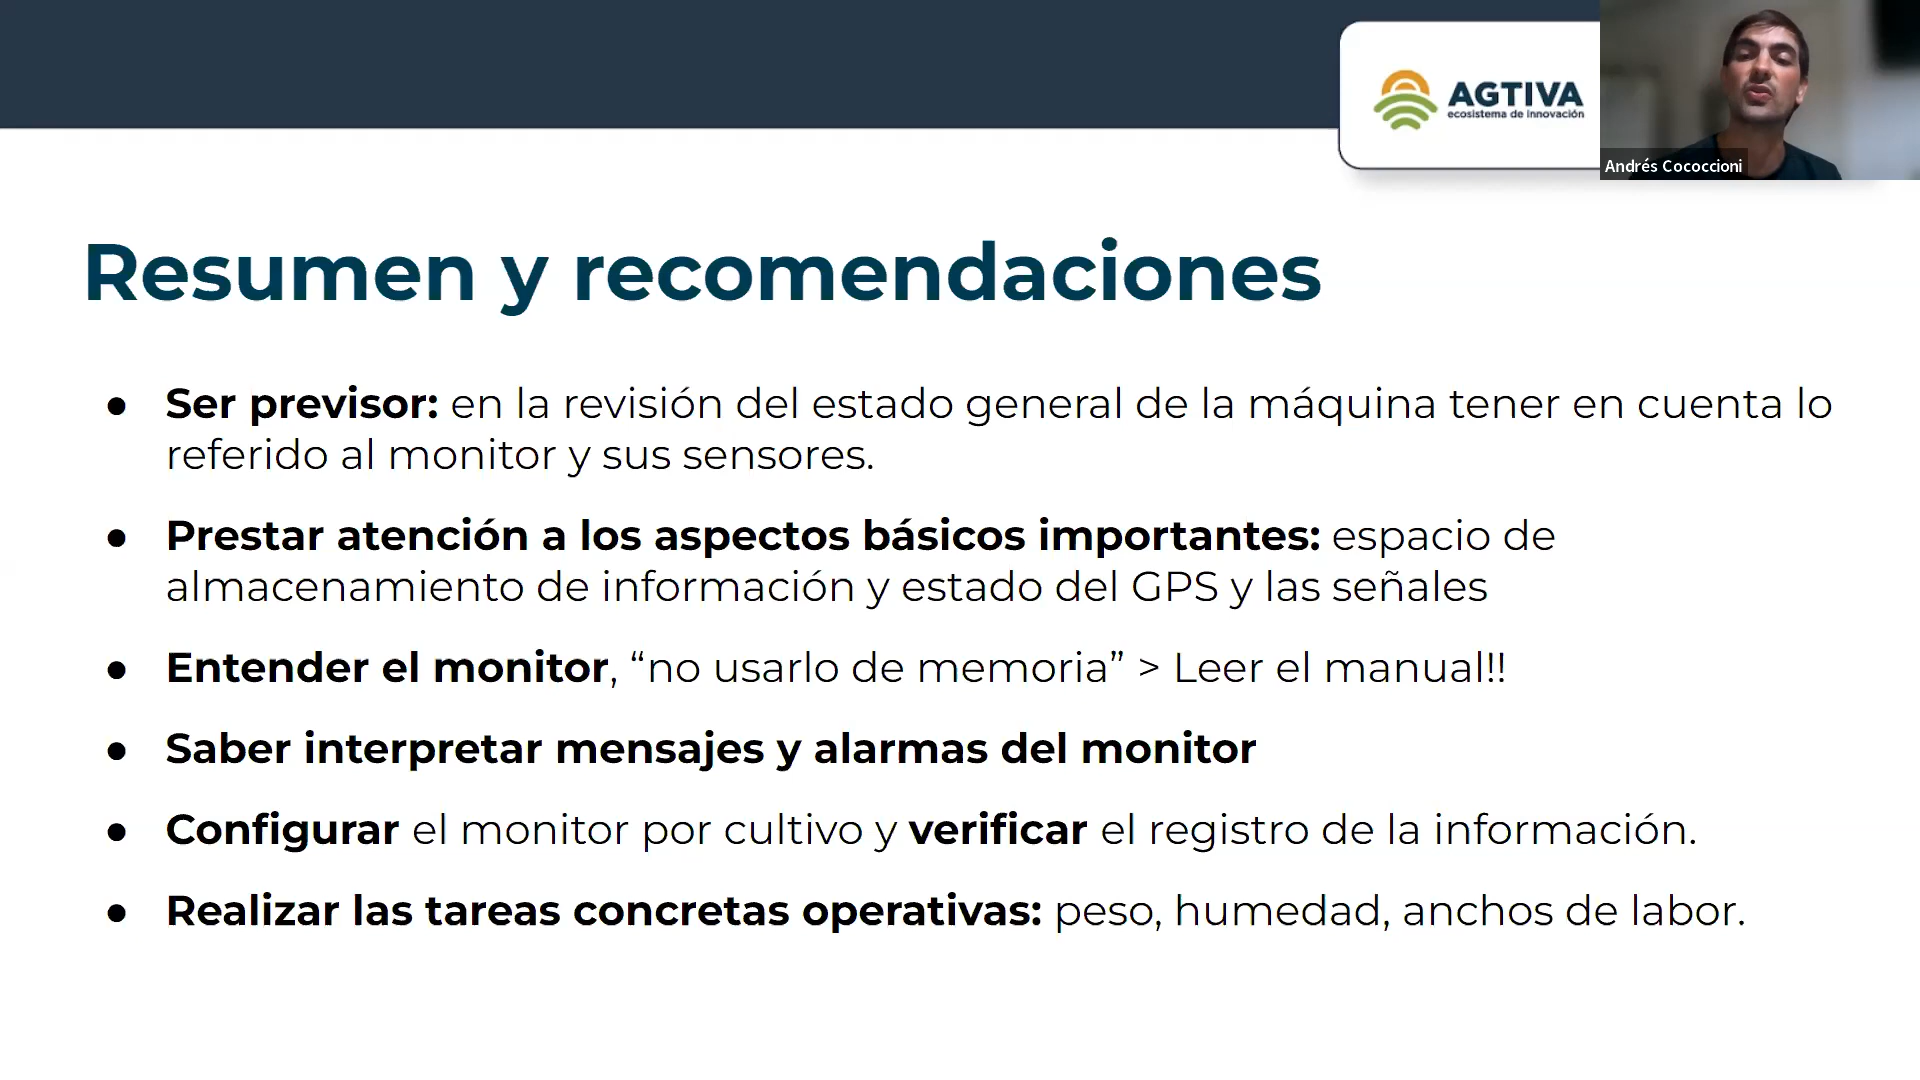 AGTIVA
ecosistema de innovación
Andrés Cococcioni
Resumen y recomendaciones
● Ser previsor: en la revisión del estado general de la máquina tener en cuenta lo
referido al monitor y sus sensores.
● Prestar atención a los aspectos básicos importantes: espacio de
almacenamiento de información y estado del GPS y las señales
● Entender el monitor, “no usarlo de memoria” > Leer el manual!!
● Saber interpretar mensajes y alarmas del monitor
● Configurar el monitor por cultivo y verificar el registro de la información.
● Realizar las tareas concretas operativas: peso, humedad, anchos de labor.